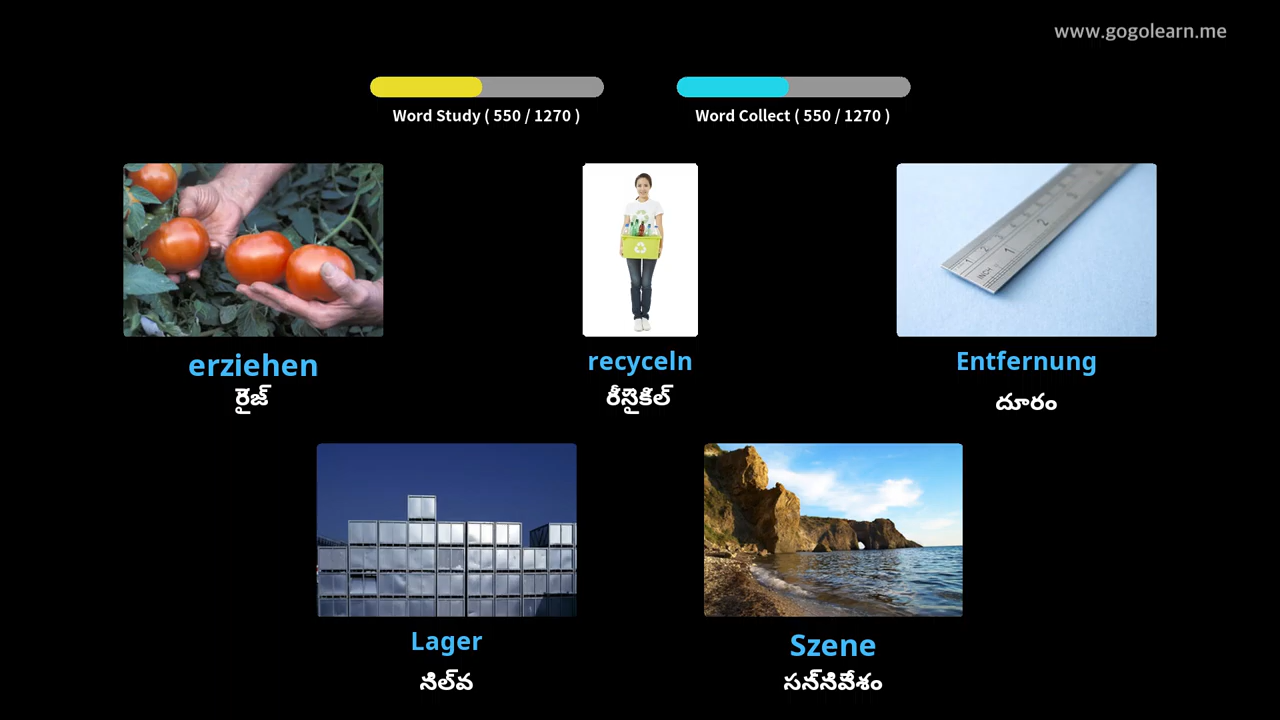 www.gogolearn.me
Word Study ( 550 / 1270 )
Word Collect ( 550 / 1270 )
erziehen
రైజ్
recyceln
రీసైకిల్
Entfernung
దూరం
Lager
నిల్వ
Szene
సన్నివేశం